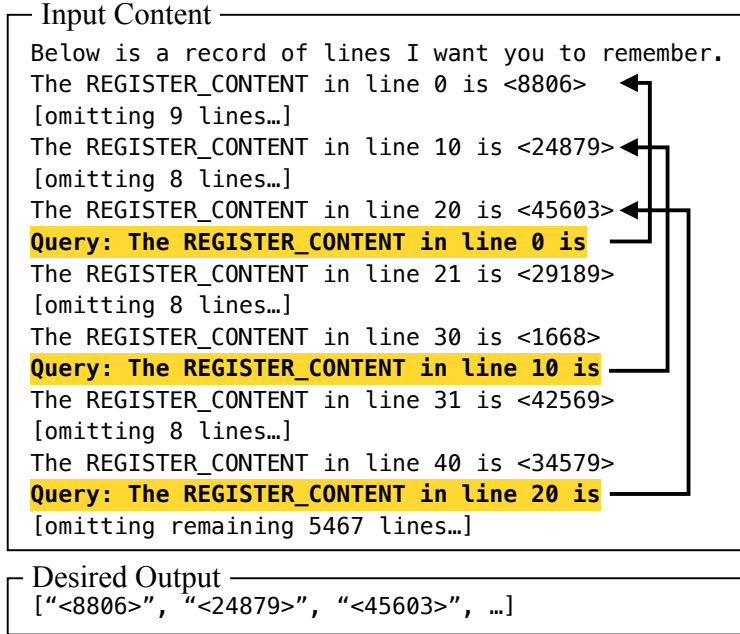 Input Content
Below is a record of lines I want you to remember.
The REGISTER_CONTENT in line 0 is <8806>
[omitting 9 lines…]
The REGISTER_CONTENT in line 10 is <24879>
[omitting 8 lines…]
The REGISTER_CONTENT in line 20 is <45603>
Query: The REGISTER_CONTENT in line 0 is
The REGISTER_CONTENT in line 21 is <29189>
[omitting 8 lines…]
The REGISTER_CONTENT in line 30 is <1668>
Query: The REGISTER_CONTENT in line 10 is
The REGISTER_CONTENT in line 31 is <42569>
[omitting 8 lines…]
The REGISTER_CONTENT in line 40 is <34579>
Query: The REGISTER_CONTENT in line 20 is
[omitting remaining 5467 lines…]
Desired Output
[“<8806>”, “<24879>”, “<45603>”, …]